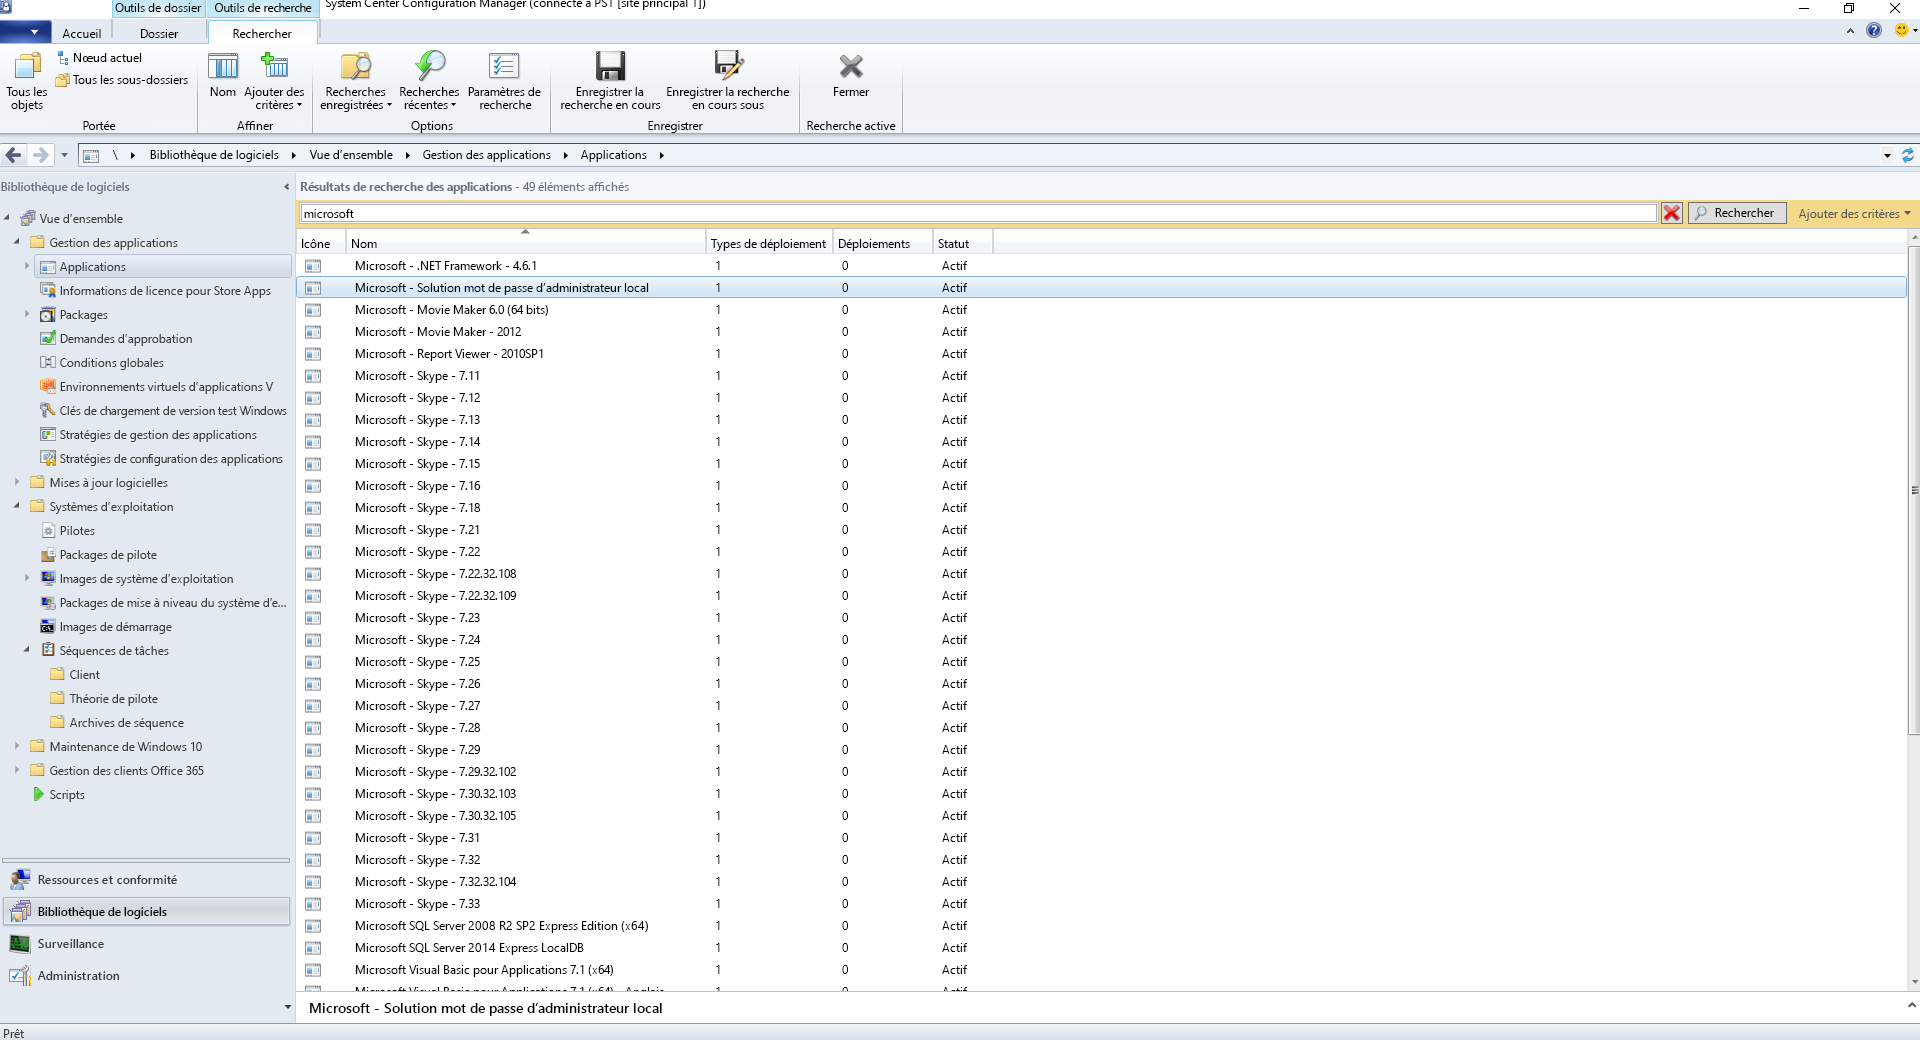 Outils de dossier Outils de recherche System Center Configuration Manager (connecté à PS1 [site principal 1])
Accueil Dossier Rechercher
Tous les objets
Nœud actuel
Tous les sous-dossiers
Portée
Nom
Ajouter des critères
Affiner
Recherches enregistrées
Recherches récentes
Paramètres de recherche
Options
Enregistrer la recherche en cours
Enregistrer la recherche en cours sous
Enregistrer
Fermer
Recherche active
\ Bibliothèque de logiciels Vue d’ensemble Gestion des applications Applications
Bibliothèque de logiciels
Vue d’ensemble
Gestion des applications
Applications
Informations de licence pour Store Apps
Packages
Demandes d’approbation
Conditions globales
Environnements virtuels d’applications V
Clés de chargement de version test Windows
Stratégies de gestion des applications
Stratégies de configuration des applications
Mises à jour logicielles
Systèmes d’exploitation
Pilotes
Packages de pilote
Images de système d’exploitation
Packages de mise à niveau du système d’e...
Images de démarrage
Séquences de tâches
Client
Théorie de pilote
Archives de séquence
Maintenance de Windows 10
Gestion des clients Office 365
Scripts
Ressources et conformité
Bibliothèque de logiciels
Surveillance
Administration
Résultats de recherche des applications - 49 éléments affichés
microsoft Rechercher Ajouter des critères
Icône Nom Types de déploiement Déploiements Statut
Microsoft - .NET Framework - 4.6.1 1 0 Actif
Microsoft - Solution mot de passe d’administrateur local 1 0 Actif
Microsoft - Movie Maker 6.0 (64 bits) 1 0 Actif
Microsoft - Movie Maker - 2012 1 0 Actif
Microsoft - Report Viewer - 2010SP1 1 0 Actif
Microsoft - Skype - 7.11 1 0 Actif
Microsoft - Skype - 7.12 1 0 Actif
Microsoft - Skype - 7.13 1 0 Actif
Microsoft - Skype - 7.14 1 0 Actif
Microsoft - Skype - 7.15 1 0 Actif
Microsoft - Skype - 7.16 1 0 Actif
Microsoft - Skype - 7.18 1 0 Actif
Microsoft - Skype - 7.21 1 0 Actif
Microsoft - Skype - 7.22 1 0 Actif
Microsoft - Skype - 7.22.32.108 1 0 Actif
Microsoft - Skype - 7.22.32.109 1 0 Actif
Microsoft - Skype - 7.23 1 0 Actif
Microsoft - Skype - 7.24 1 0 Actif
Microsoft - Skype - 7.25 1 0 Actif
Microsoft - Skype - 7.26 1 0 Actif
Microsoft - Skype - 7.27 1 0 Actif
Microsoft - Skype - 7.28 1 0 Actif
Microsoft - Skype - 7.29 1 0 Actif
Microsoft - Skype - 7.29.32.102 1 0 Actif
Microsoft - Skype - 7.30.32.103 1 0 Actif
Microsoft - Skype - 7.30.32.105 1 0 Actif
Microsoft - Skype - 7.31 1 0 Actif
Microsoft - Skype - 7.32 1 0 Actif
Microsoft - Skype - 7.32.32.104 1 0 Actif
Microsoft - Skype - 7.33 1 0 Actif
Microsoft SQL Server 2008 R2 SP2 Express Edition (x64) 1 0 Actif
Microsoft SQL Server 2014 Express LocalDB 1 0 Actif
Microsoft Visual Basic pour Applications 7.1 (x64) 1 0 Actif
Microsoft Visual Basic pour Applications 7.1 (x64) - Anglais 1 0 Actif
Microsoft - Solution mot de passe d’administrateur local
Prêt